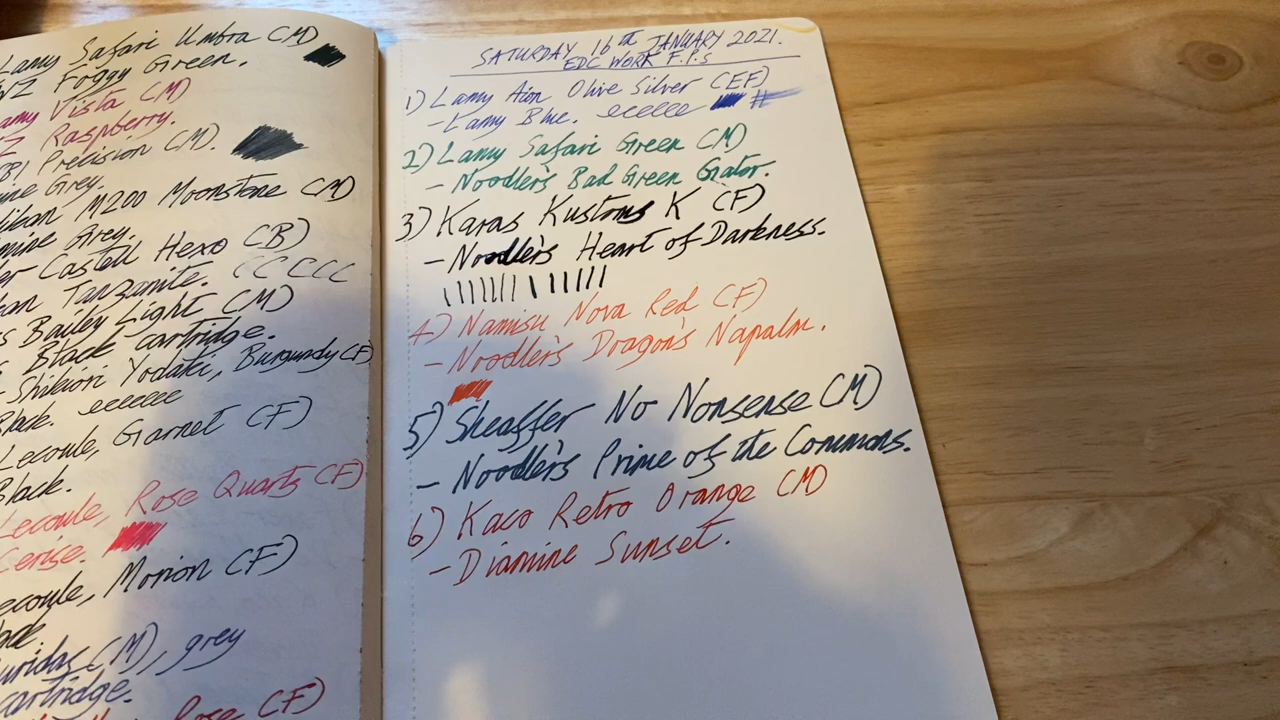 Lamy Safari Umbra (M)
Foggy Green.
Vista (M)
Raspberry.
Precision (M).
Grey.
M200 Moonstone (M)
Grey.
Castell Hexo (B)
Tanzanite. CCCCCC
Bailey Light (M)
Black cartridge.
Shikiori Yodaki, Burgundy (F)
Black. eeeeeee
Lecoule, Garnet (F)
Black.
Lecoule, Rose Quartz (F)
Cerise.
Lecoule, Morion (F)
(M), grey
cartridge.
Rose (F)
SATURDAY 16th JANUARY 2021.
EDC WORK F.P.S
1) Lamy Aion Olive Silver (EF)
- Lamy Blue. eeeeeee #
2) Lamy Safari Green (M)
- Noodler's Bad Green Gator.
3) Karas Kustoms K (F)
- Noodler's Heart of Darkness.
4) Namisu Nova Red (F)
- Noodler's Dragon's Napalm.
5) Sheaffer No Nonsense (M)
- Noodler's Prime of the Commons.
6) Kaco Retro Orange (M)
- Diamine Sunset.